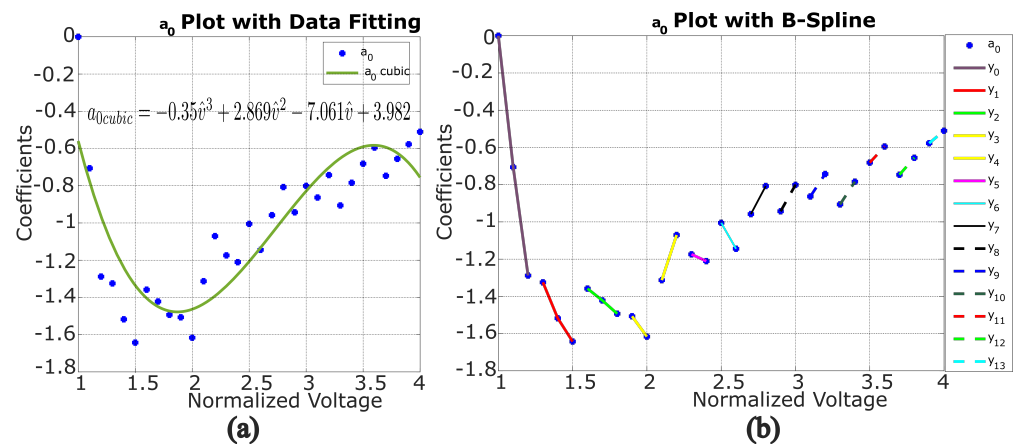 a0 Plot with Data Fitting
0
-0.2
-0.4
-0.6
-0.8
-1
-1.2
-1.4
-1.6
-1.8
1
1.5
2
2.5
3
3.5
4
Coefficients
Normalized Voltage
a0
a0 cubic
a0cubic = −0.35v̂³ + 2.869v̂² − 7.061v̂ + 3.982
(a)
a0 Plot with B-Spline
0
-0.2
-0.4
-0.6
-0.8
-1
-1.2
-1.4
-1.6
-1.8
1
1.5
2
2.5
3
3.5
4
Coefficients
Normalized Voltage
a0
y0
y1
y2
y3
y4
y5
y6
y7
y8
y9
y10
y11
y12
y13
(b)